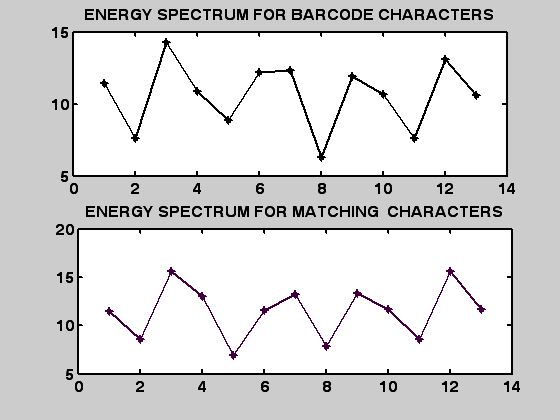 ENERGY SPECTRUM FOR BARCODE CHARACTERS
15
10
5
0 2 4 6 8 10 12 14
ENERGY SPECTRUM FOR MATCHING CHARACTERS
20
15
10
5
0 2 4 6 8 10 12 14